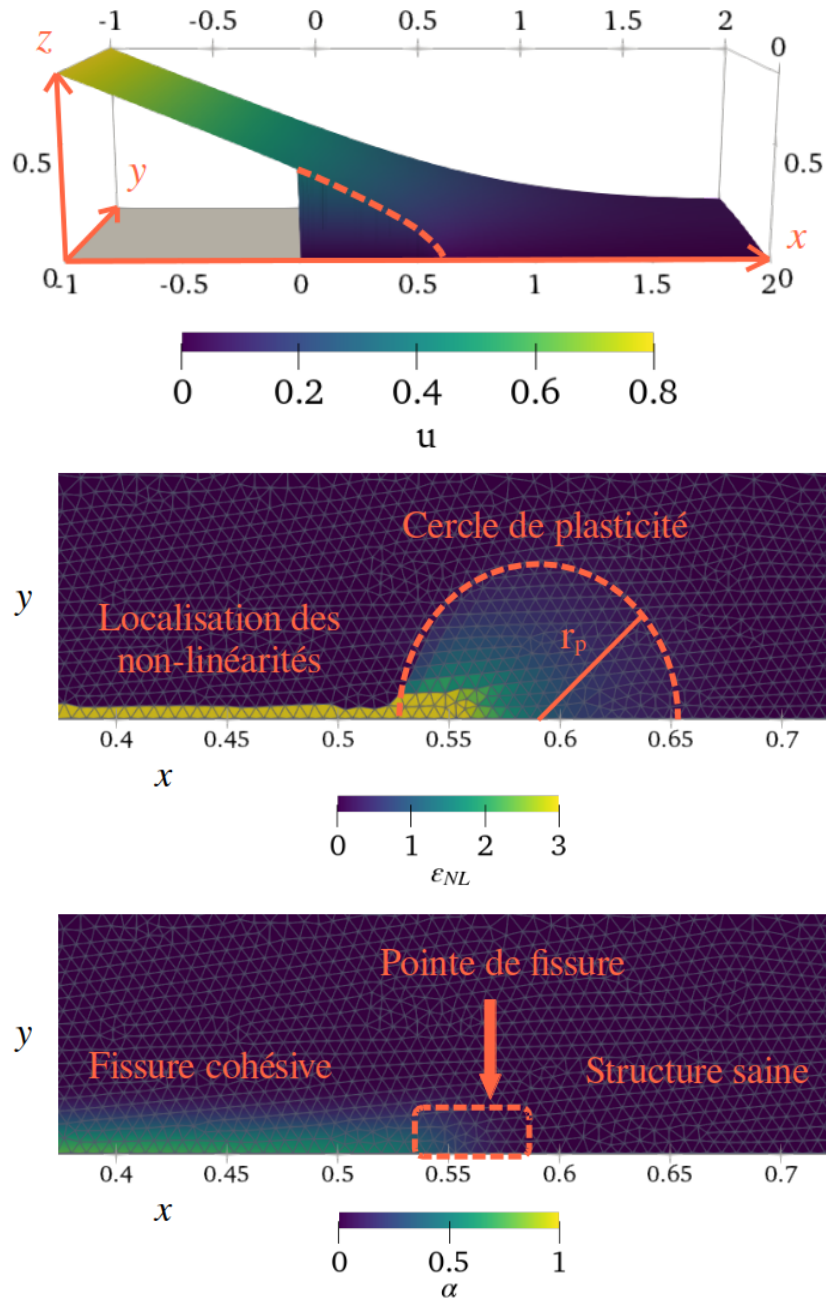 -1 -0.5 0 0.5 1 2 0
z
0.5 y 0.5
x
0 -1 -0.5 0 0.5 1 1.5 2 0
0 0.2 0.4 0.6 0.8
u
Cercle de plasticité
y
Localisation des
non-linéarités
r_p
0.4 0.45 0.5 0.55 0.6 0.65 0.7
x
0 1 2 3
ε_NL
Pointe de fissure
y
Fissure cohésive Structure saine
0.4 0.45 0.5 0.55 0.6 0.65 0.7
x
0 0.5 1
α